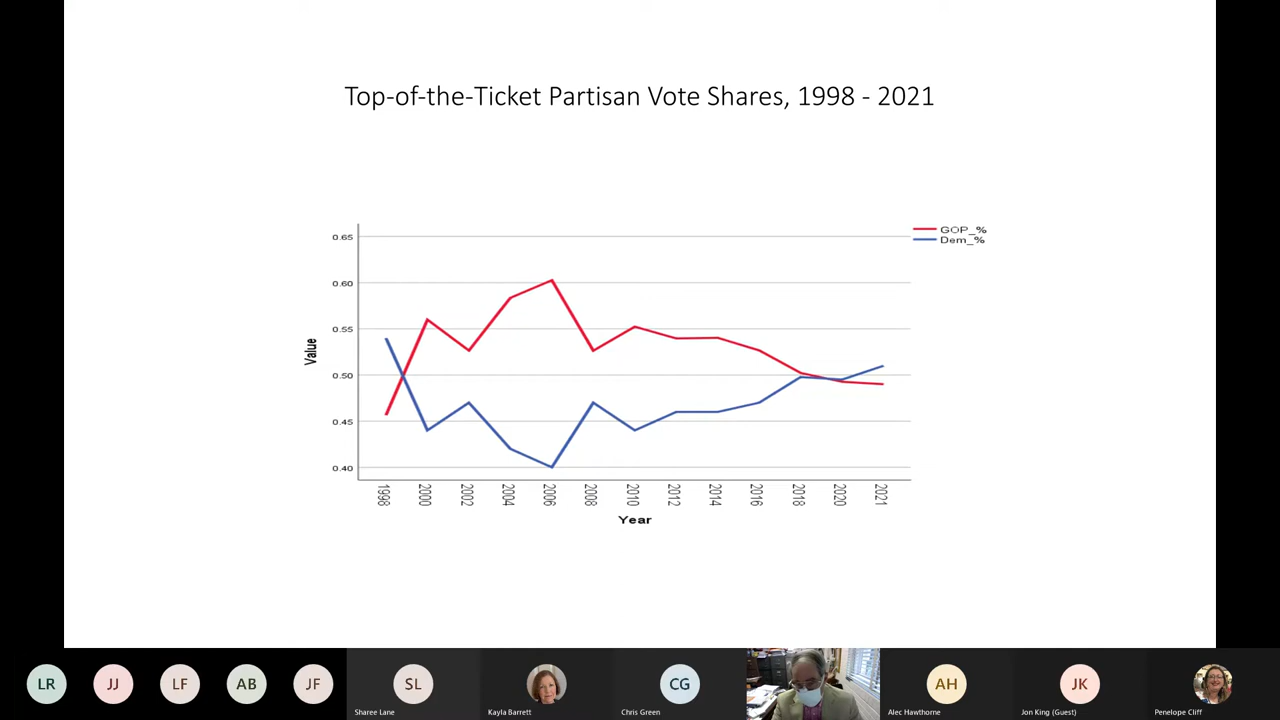 Top-of-the-Ticket Partisan Vote Shares, 1998 - 2021
GOP_%
Dem_%
0.65
0.60
0.55
0.50
0.45
0.40
Value
1998
2000
2002
2004
2006
2008
2010
2012
2014
2016
2018
2020
2021
Year
LR
JJ
LF
AB
JF
SL
CG
AH
JK
Sharee Lane
Kayla Barrett
Chris Green
Alec Hawthorne
Jon King (Guest)
Penelope Cliff